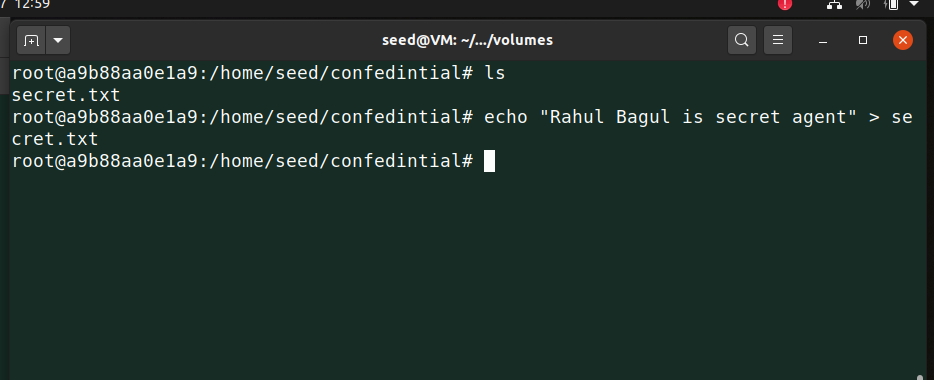 7 12:59
seed@VM: ~/.../volumes
root@a9b88aa0e1a9:/home/seed/confedintial# ls
secret.txt
root@a9b88aa0e1a9:/home/seed/confedintial# echo "Rahul Bagul is secret agent" > se
cret.txt
root@a9b88aa0e1a9:/home/seed/confedintial#